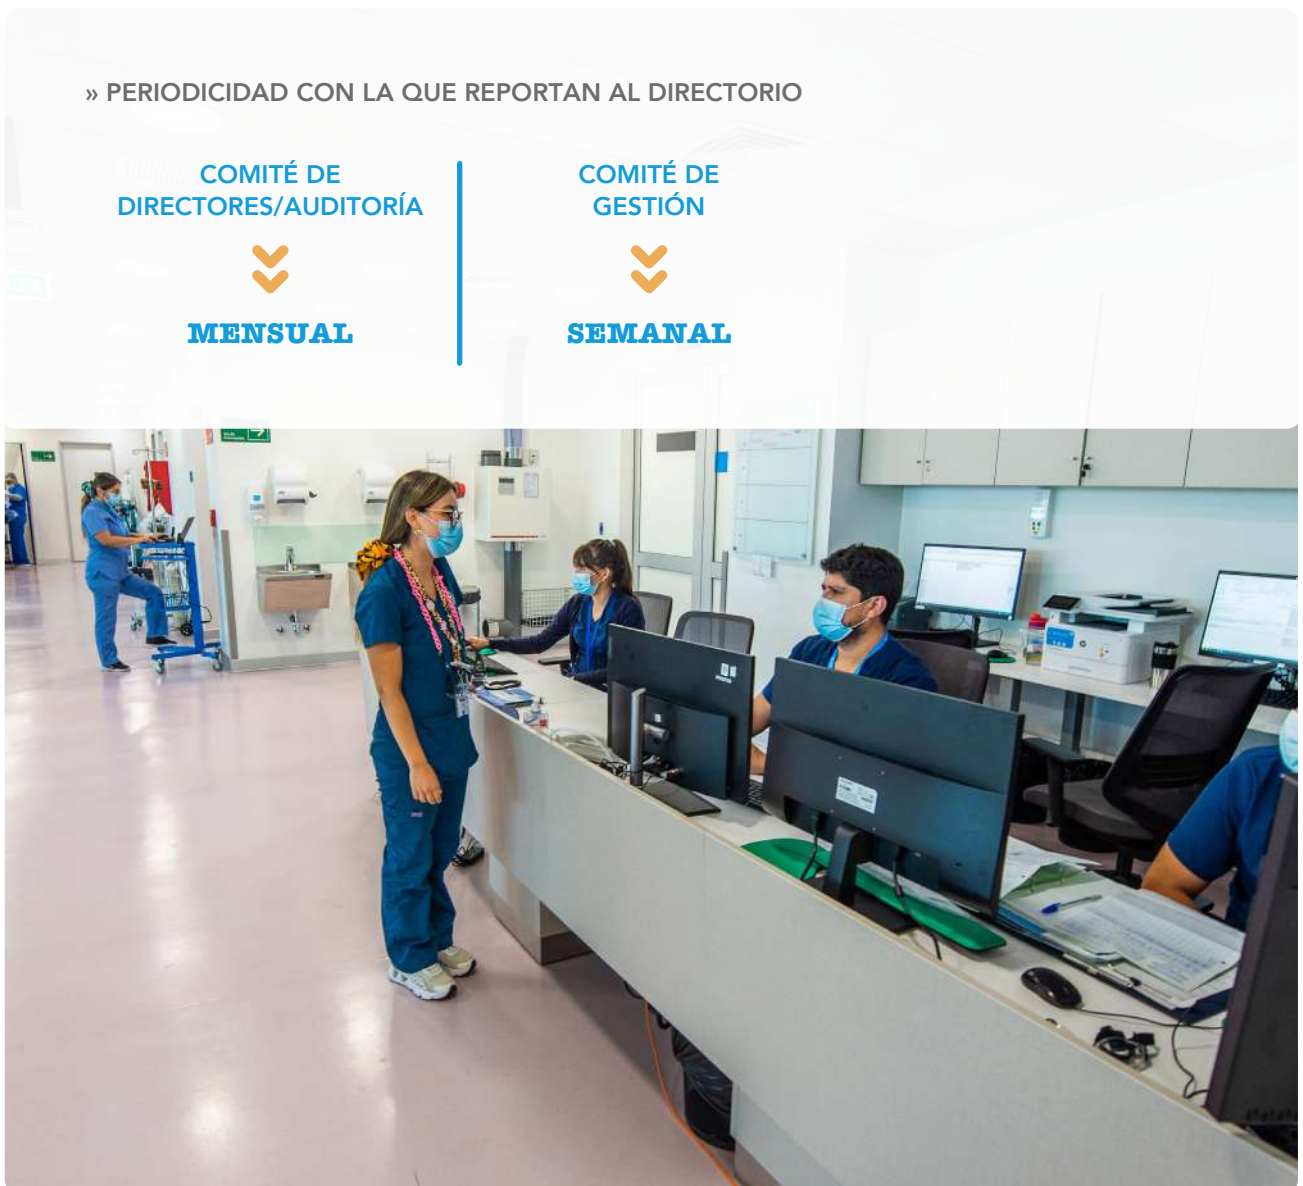 » PERIODICIDAD CON LA QUE REPORTAN AL DIRECTORIO
COMITÉ DE
DIRECTORES/AUDITORÍA
MENSUAL
COMITÉ DE
GESTIÓN
SEMANAL